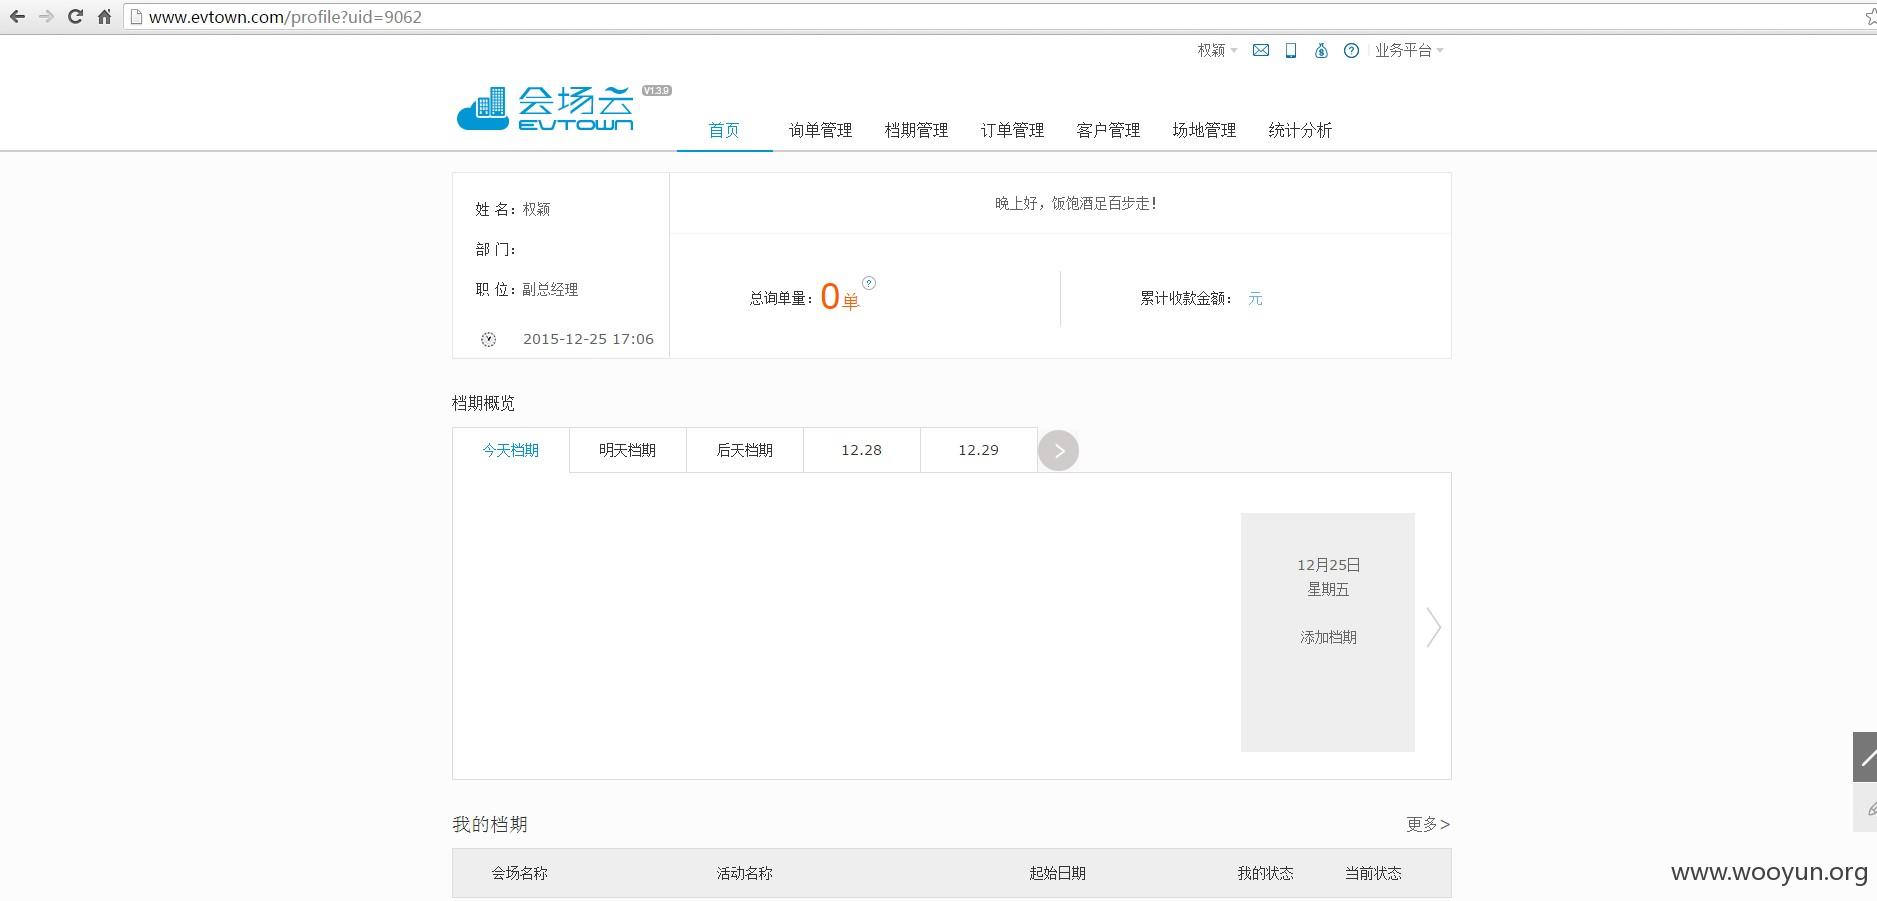 www.evtown.com/profile?uid=9062
权颖 业务平台
会场云 V1.3.9
EVTOWN
首页 询单管理 档期管理 订单管理 客户管理 场地管理 统计分析
姓 名：权颖
部 门：
职 位：副总经理
2015-12-25 17:06
晚上好，饭饱酒足百步走！
总询单量：0单 ?
累计收款金额： 元
档期概览
今天档期 明天档期 后天档期 12.28 12.29
12月25日
星期五
添加档期
我的档期 更多>
会场名称 活动名称 起始日期 我的状态 当前状态
www.wooyun.org